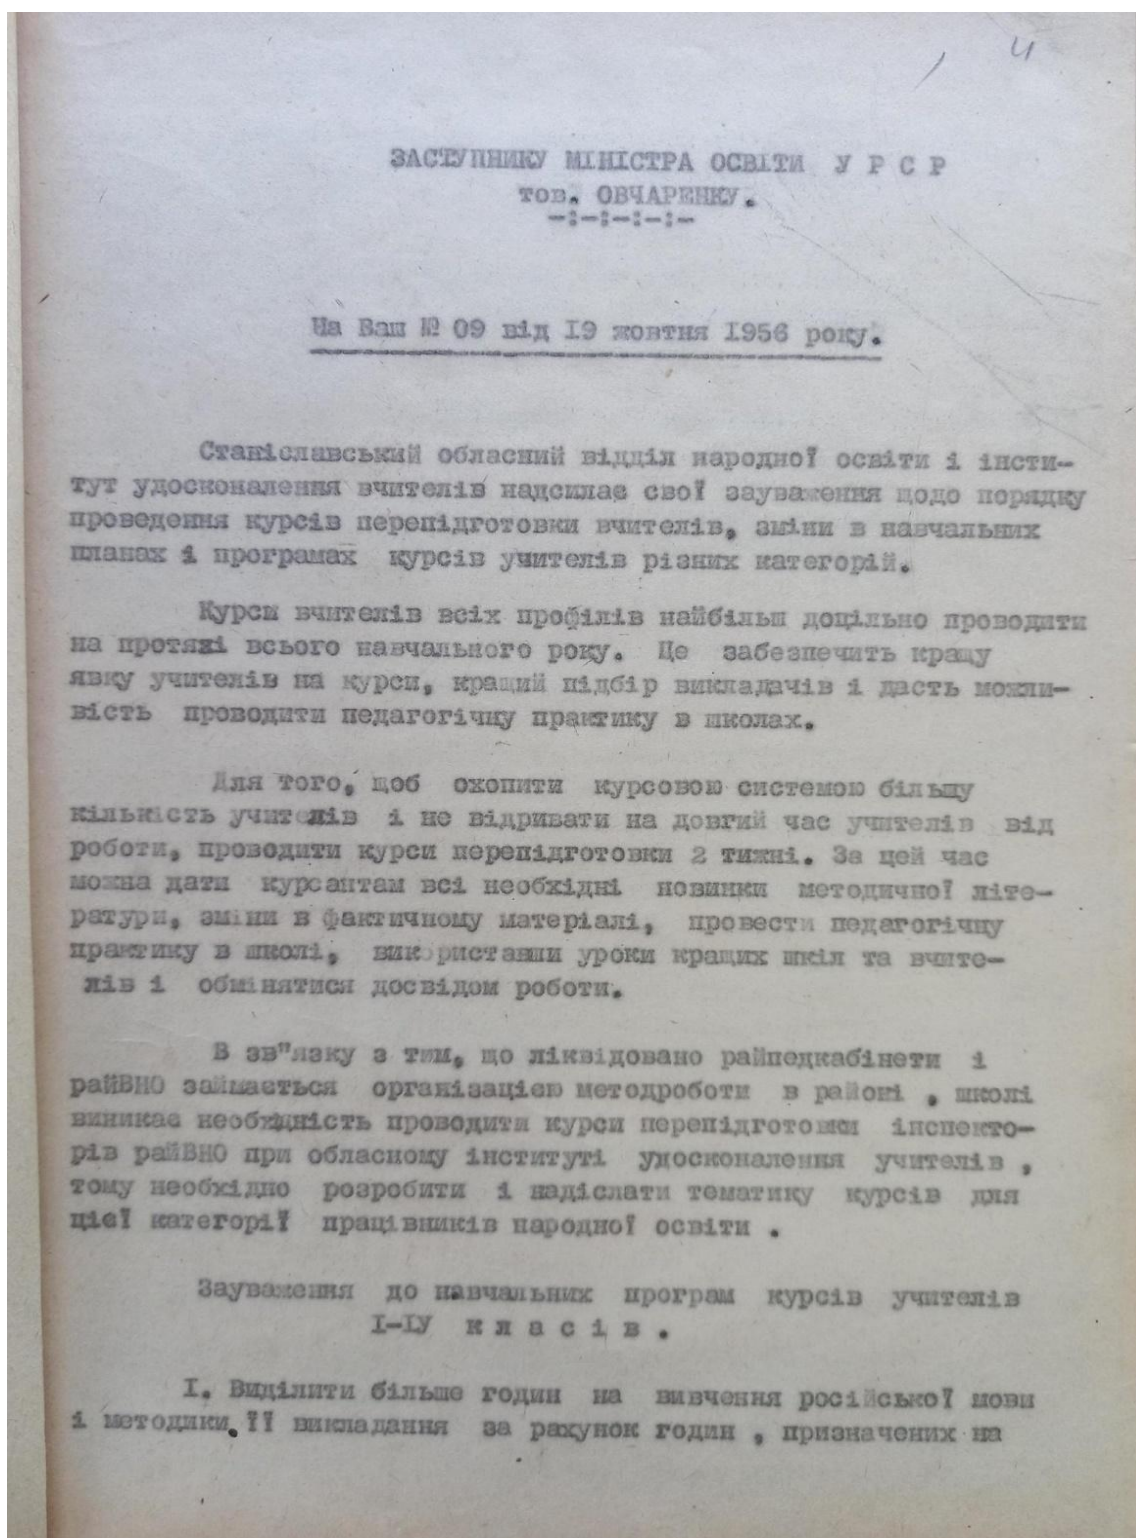 4
ЗАСТУПНИКУ МІНІСТРА ОСВІТИ У Р С Р
тов. ОВЧАРЕНКУ.
-:-:-:-:-
На Ваш № 09 від 19 жовтня 1956 року.
Станіславський обласний відділ народної освіти і інсти-
тут удосконалення вчителів надсилає свої зауваження щодо порядку
проведення курсів перепідготовки вчителів, зміни в навчальних
планах і програмах курсів учителів різних категорій.
Курси вчителів всіх профілів найбільш доцільно проводити
на протязі всього навчального року. Це забезпечить кращу
явку учителів на курси, кращий підбір викладачів і дасть можли-
вість проводити педагогічну практику в школах.
Для того, щоб охопити курсовою системою більшу
кількість учителів і не відривати на довгий час учителів від
роботи, проводити курси перепідготовки 2 тижні. За цей час
можна дати курсантам всі необхідні новинки методичної літе-
ратури, зміни в фактичному матеріалі, провести педагогічну
практику в школі, використавши уроки кращих шкіл та вчите-
лів і обмінятися досвідом роботи.
В зв"язку з тим, що ліквідовано райпедкабінети і
райВНО займається організацією методроботи в районі , школі
виникає необхідність проводити курси перепідготовки інспекто-
рів райВНО при обласному інституті удосконалення учителів ,
тому необхідно розробити і надіслати тематику курсів для
цієї категорії працівників народної освіти .
Зауваження до навчальних програм курсів учителів
І-ІУ к л а с і в .
І. Виділити більше годин на вивчення російської мови
і методики її викладання за рахунок годин , призначених на